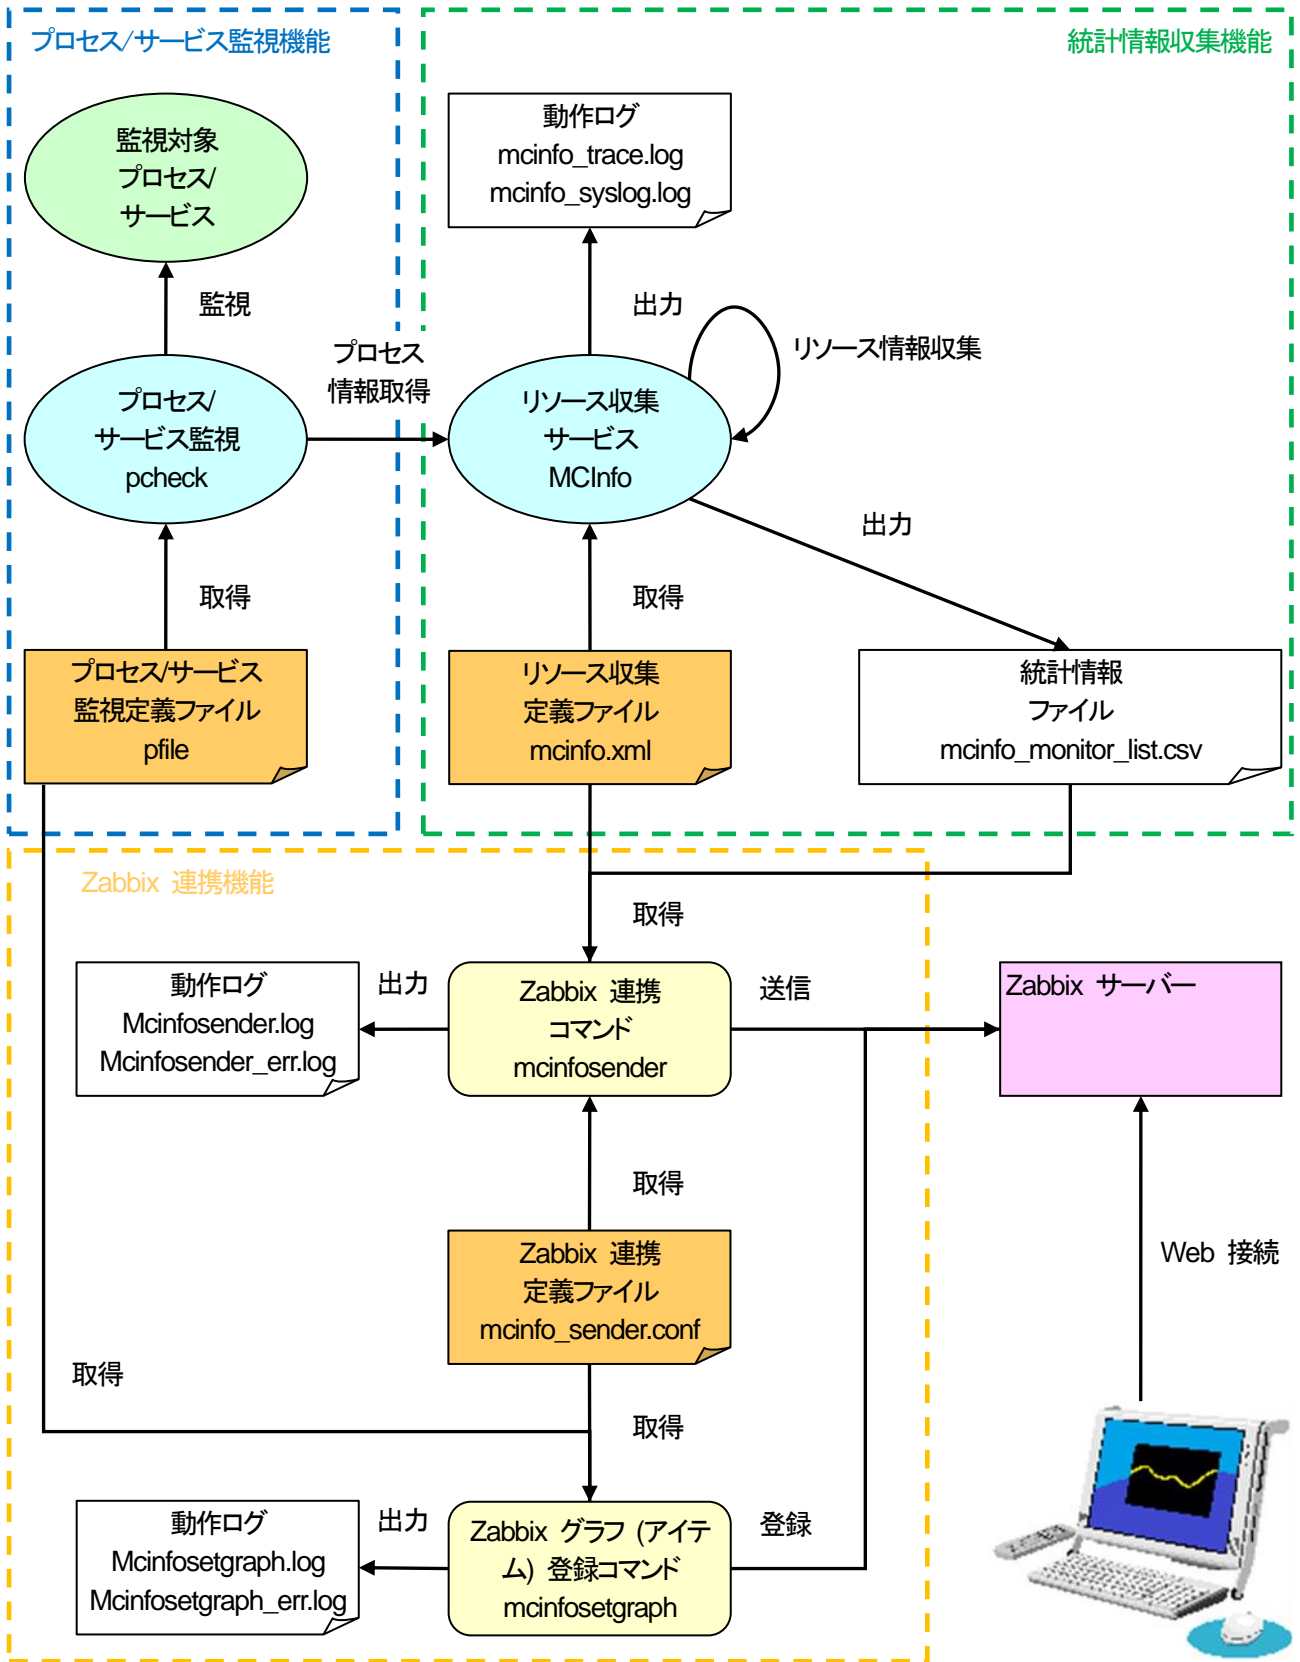 プロセス/サービス監視機能
統計情報収集機能
監視対象
プロセス/
サービス
動作ログ
mcinfo_trace.log
mcinfo_syslog.log
監視
出力
リソース情報収集
プロセス
情報取得
プロセス/
サービス監視
pcheck
リソース収集
サービス
MCInfo
出力
取得
取得
プロセス/サービス
監視定義ファイル
pfile
リソース収集
定義ファイル
mcinfo.xml
統計情報
ファイル
mcinfo_monitor_list.csv
Zabbix 連携機能
取得
動作ログ
Mcinfosender.log
Mcinfosender_err.log
出力
Zabbix 連携
コマンド
mcinfosender
送信
Zabbix サーバー
取得
Zabbix 連携
定義ファイル
mcinfo_sender.conf
Web 接続
取得
取得
動作ログ
Mcinfosetgraph.log
Mcinfosetgraph_err.log
出力
Zabbix グラフ (アイテ
ム) 登録コマンド
mcinfosetgraph
登録